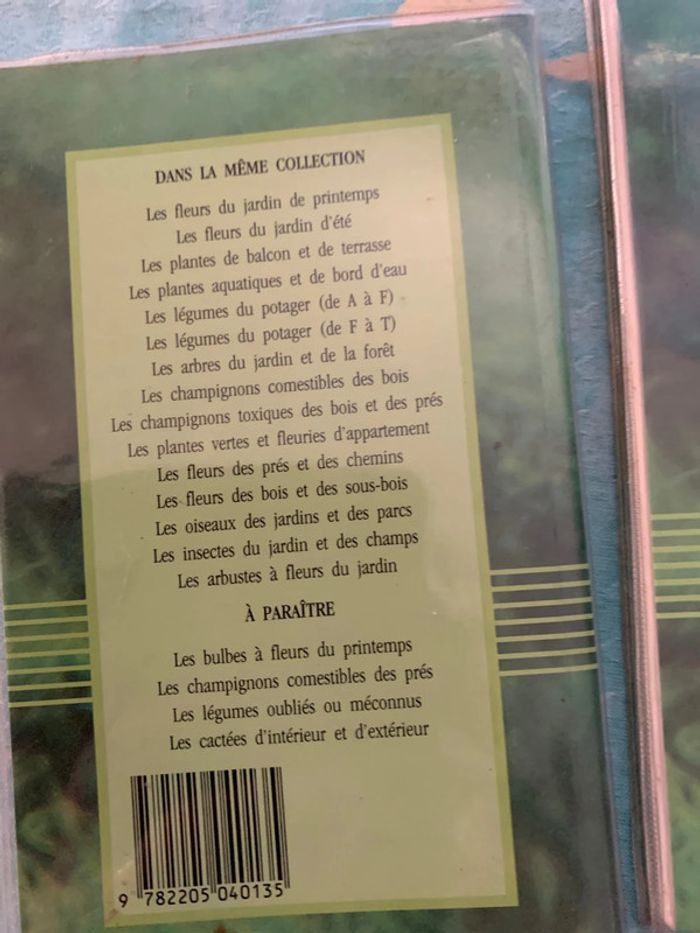 DANS LA MÊME COLLECTION
Les fleurs du jardin de printemps
Les fleurs du jardin d'été
Les plantes de balcon et de terrasse
Les plantes aquatiques et de bord d'eau
Les légumes du potager (de A à F)
Les légumes du potager (de F à T)
Les arbres du jardin et de la forêt
Les champignons comestibles des bois
Les champignons toxiques des bois et des prés
Les plantes vertes et fleuries d'appartement
Les fleurs des prés et des chemins
Les fleurs des bois et des sous-bois
Les oiseaux des jardins et des parcs
Les insectes du jardin et des champs
Les arbustes à fleurs du jardin
À PARAÎTRE
Les bulbes à fleurs du printemps
Les champignons comestibles des prés
Les légumes oubliés ou méconnus
Les cactées d'intérieur et d'extérieur
9 782205 040135